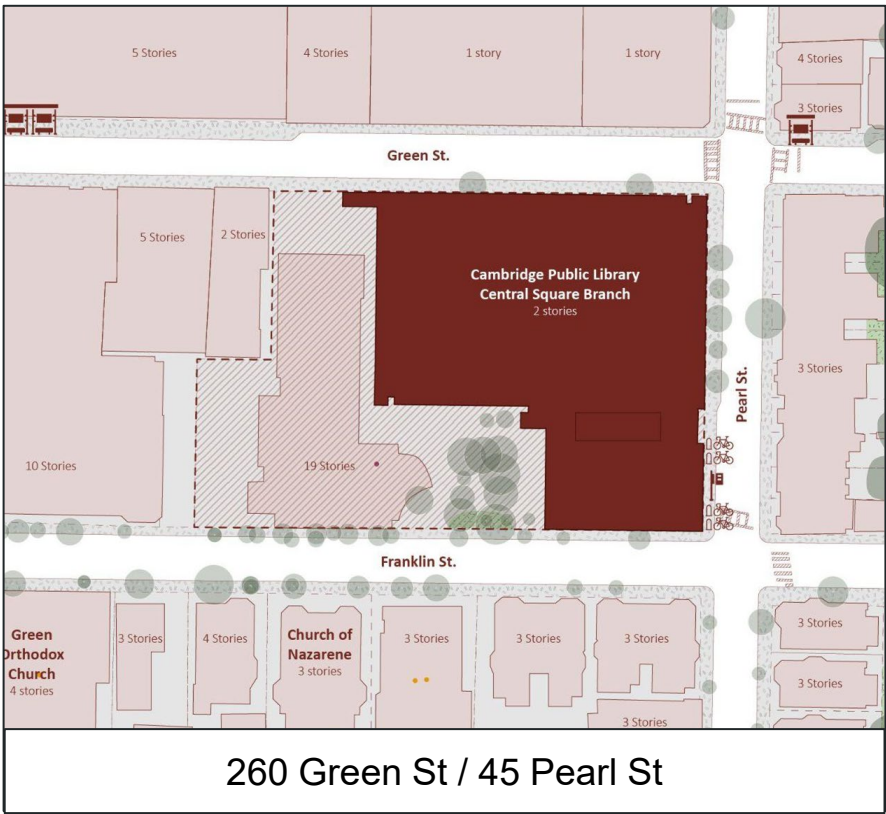 5 Stories
4 Stories
1 story
1 story
4 Stories
3 Stories
Green St.
5 Stories
2 Stories
Cambridge Public Library
Central Square Branch
2 stories
3 Stories
Pearl St.
10 Stories
19 Stories
Franklin St.
Green
Orthodox
Church
4 stories
3 Stories
4 Stories
Church of
Nazarene
3 stories
3 Stories
3 Stories
3 Stories
3 Stories
3 Stories
3 Stories
260 Green St / 45 Pearl St